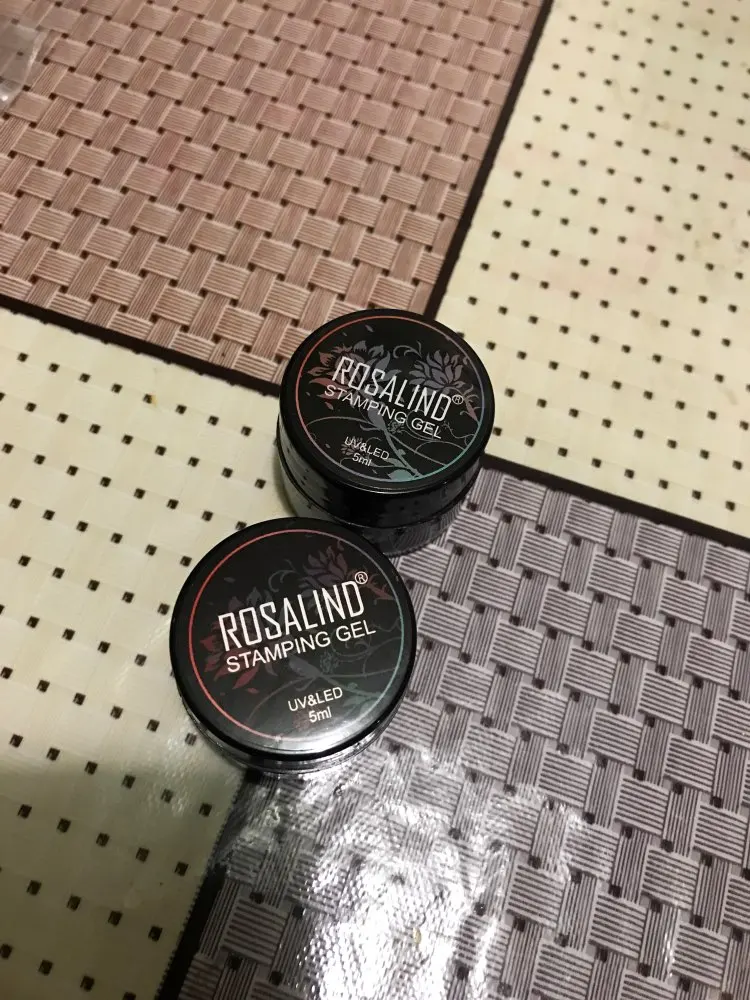 ROSALIND®
STAMPING GEL
UV&LED
5ml
ROSALIND®
STAMPING GEL
UV&LED
5ml